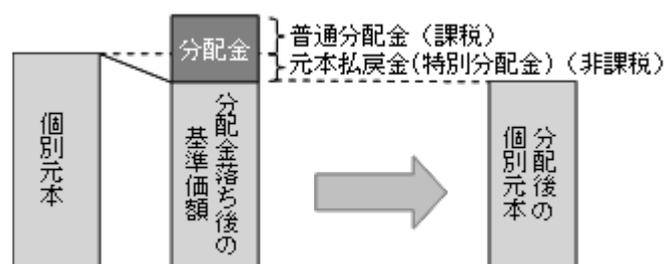 分配金
普通分配金（課税）
元本払戻金(特別分配金)（非課税）
個別元本
分配金落ち後の
基準価額
分配後の
個別元本